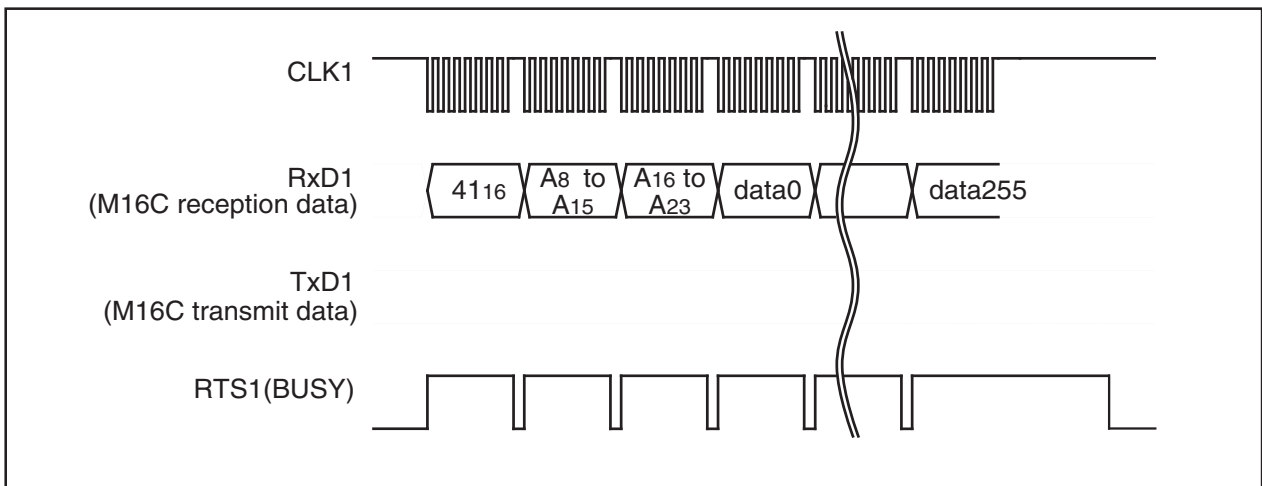 CLK1
RxD1
(M16C reception data)
4116
A8 to
A15
A16 to
A23
data0
data255
TxD1
(M16C transmit data)
RTS1(BUSY)